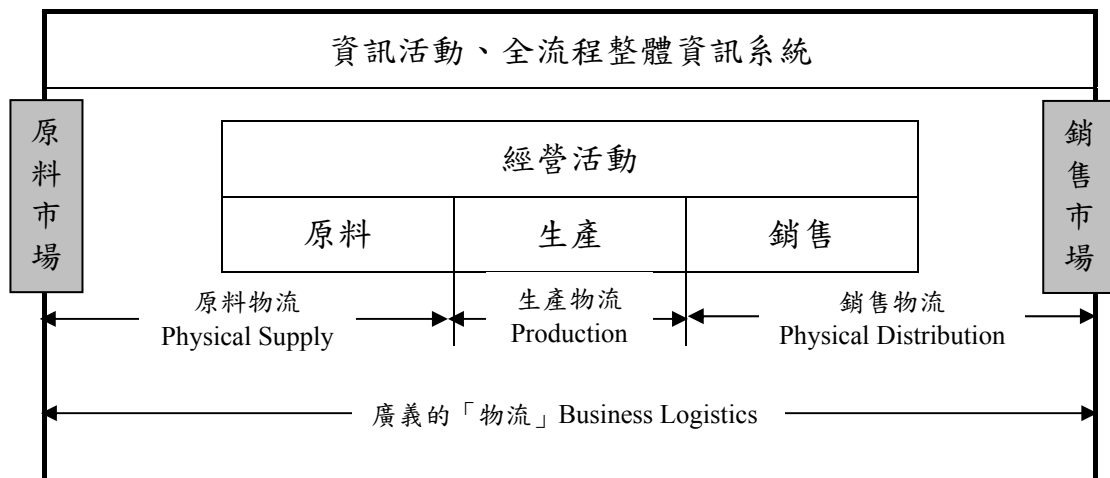 資訊活動、全流程整體資訊系統
原料市場
銷售市場
經營活動
原料
生產
銷售
原料物流
Physical Supply
生產物流
Production
銷售物流
Physical Distribution
廣義的「物流」Business Logistics